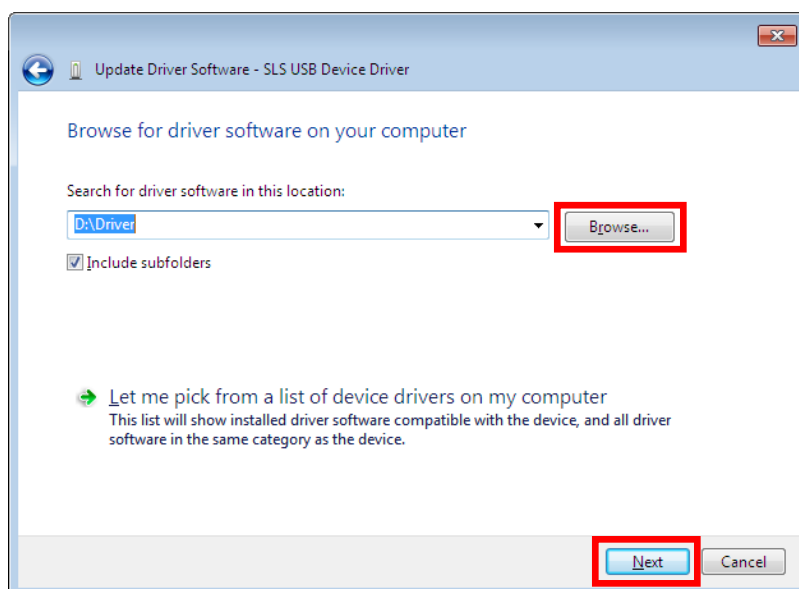 Update Driver Software - SLS USB Device Driver
Browse for driver software on your computer
Search for driver software in this location:
D:\Driver
Browse...
Include subfolders
Let me pick from a list of device drivers on my computer
This list will show installed driver software compatible with the device, and all driver
software in the same category as the device.
Next
Cancel